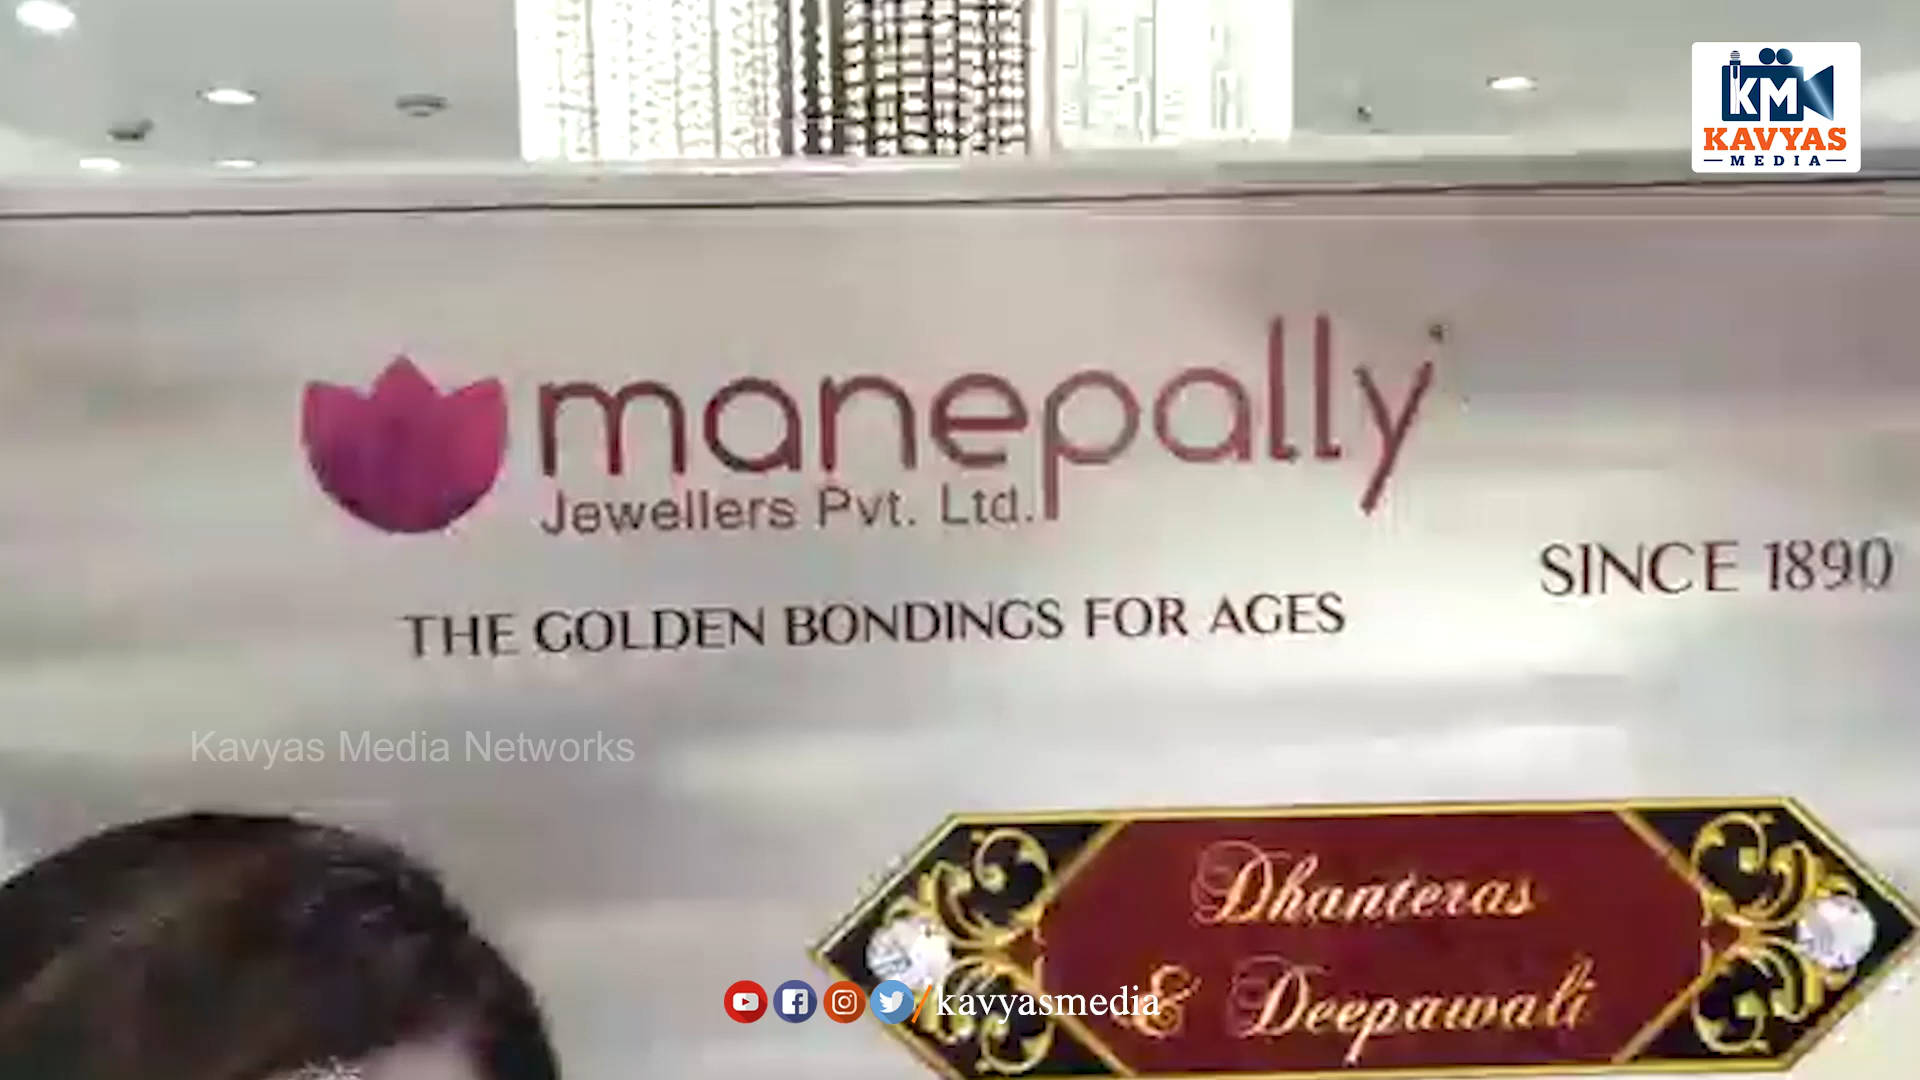 KM
KAVYAS
MEDIA
manepally
Jewellers Pvt. Ltd.
SINCE 1890
THE GOLDEN BONDINGS FOR AGES
Kavyas Media Networks
Dhanteras
& Deepawali
/kavyasmedia